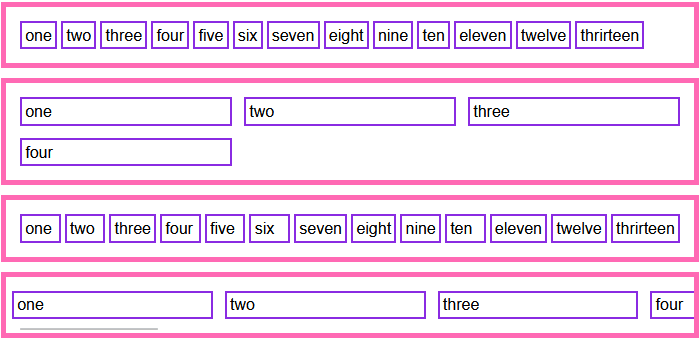 one two three four five six seven eight nine ten eleven twelve thrirteen
one two three
four
one two three four five six seven eight nine ten eleven twelve thrirteen
one two three four